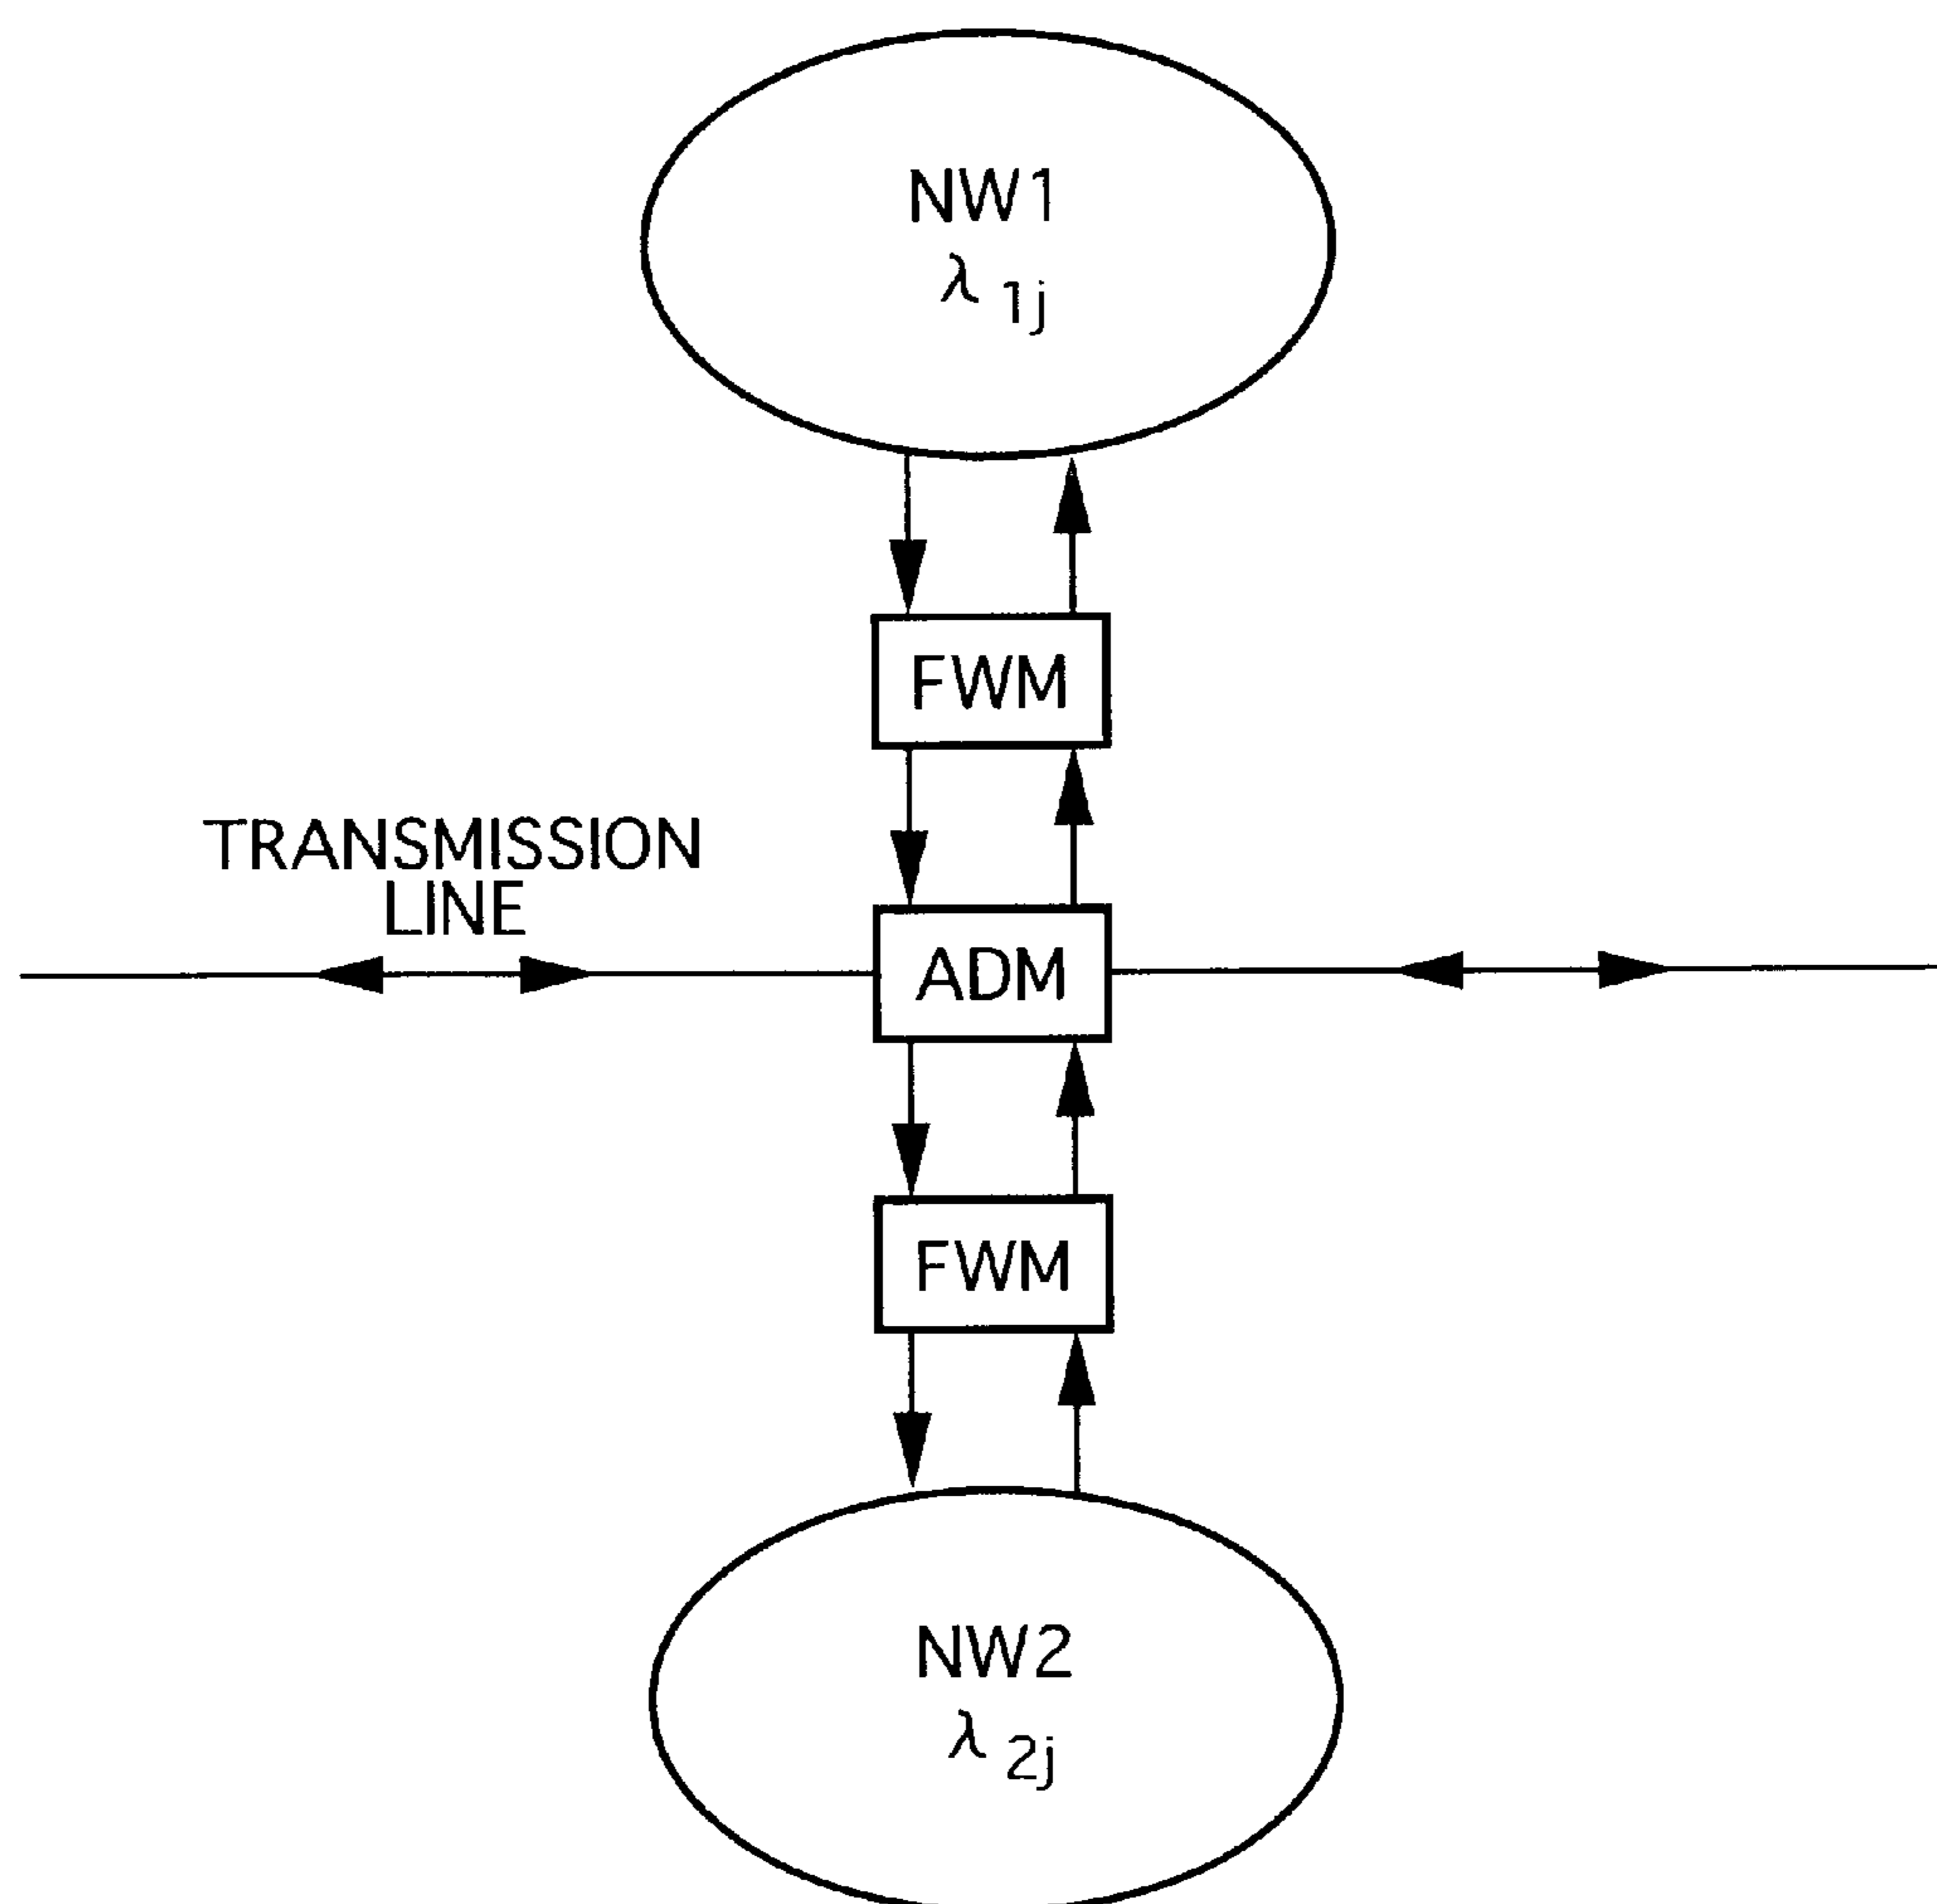 NW1
λ 1j
FWM
TRANSMISSION
LINE
ADM
FWM
NW2
λ 2j